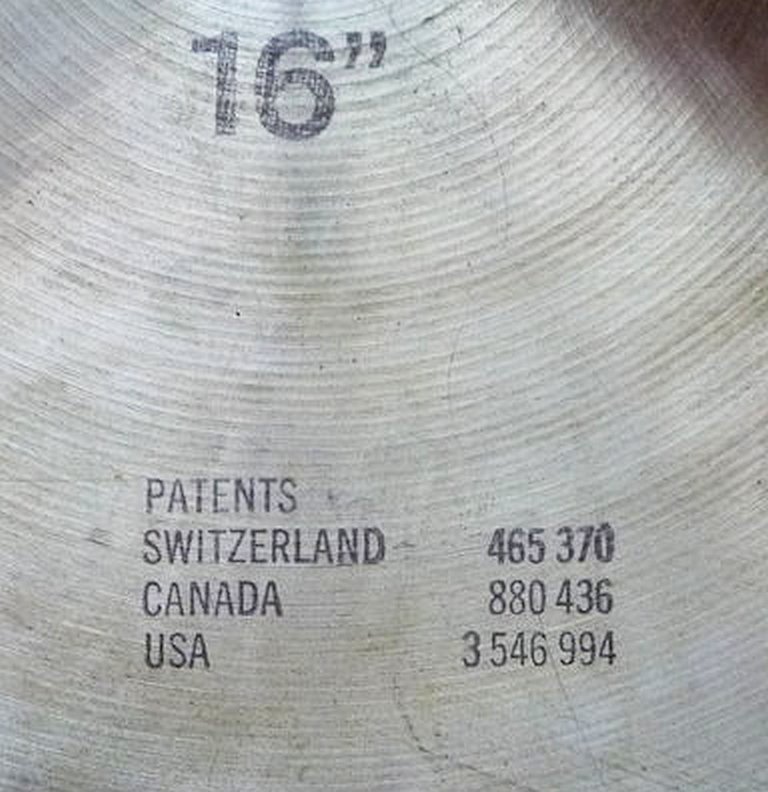 16”
PATENTS
SWITZERLAND 465 370
CANADA 880 436
USA 3 546 994